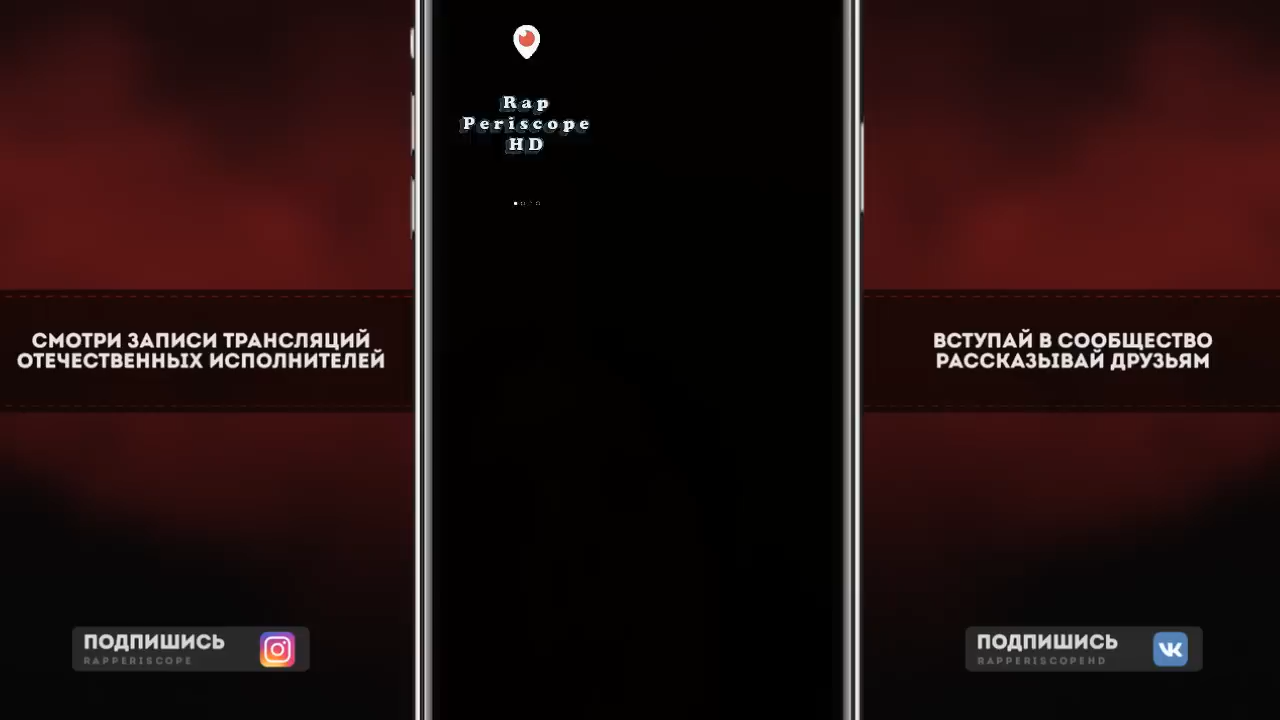 Rap
Periscope
HD
СМОТРИ ЗАПИСИ ТРАНСЛЯЦИЙ
ОТЕЧЕСТВЕННЫХ ИСПОЛНИТЕЛЕЙ
ВСТУПАЙ В СООБЩЕСТВО
РАССКАЗЫВАЙ ДРУЗЬЯМ
ПОДПИШИСЬ
RAPPERISCOPE
ПОДПИШИСЬ
RAPPERISCOPEHD